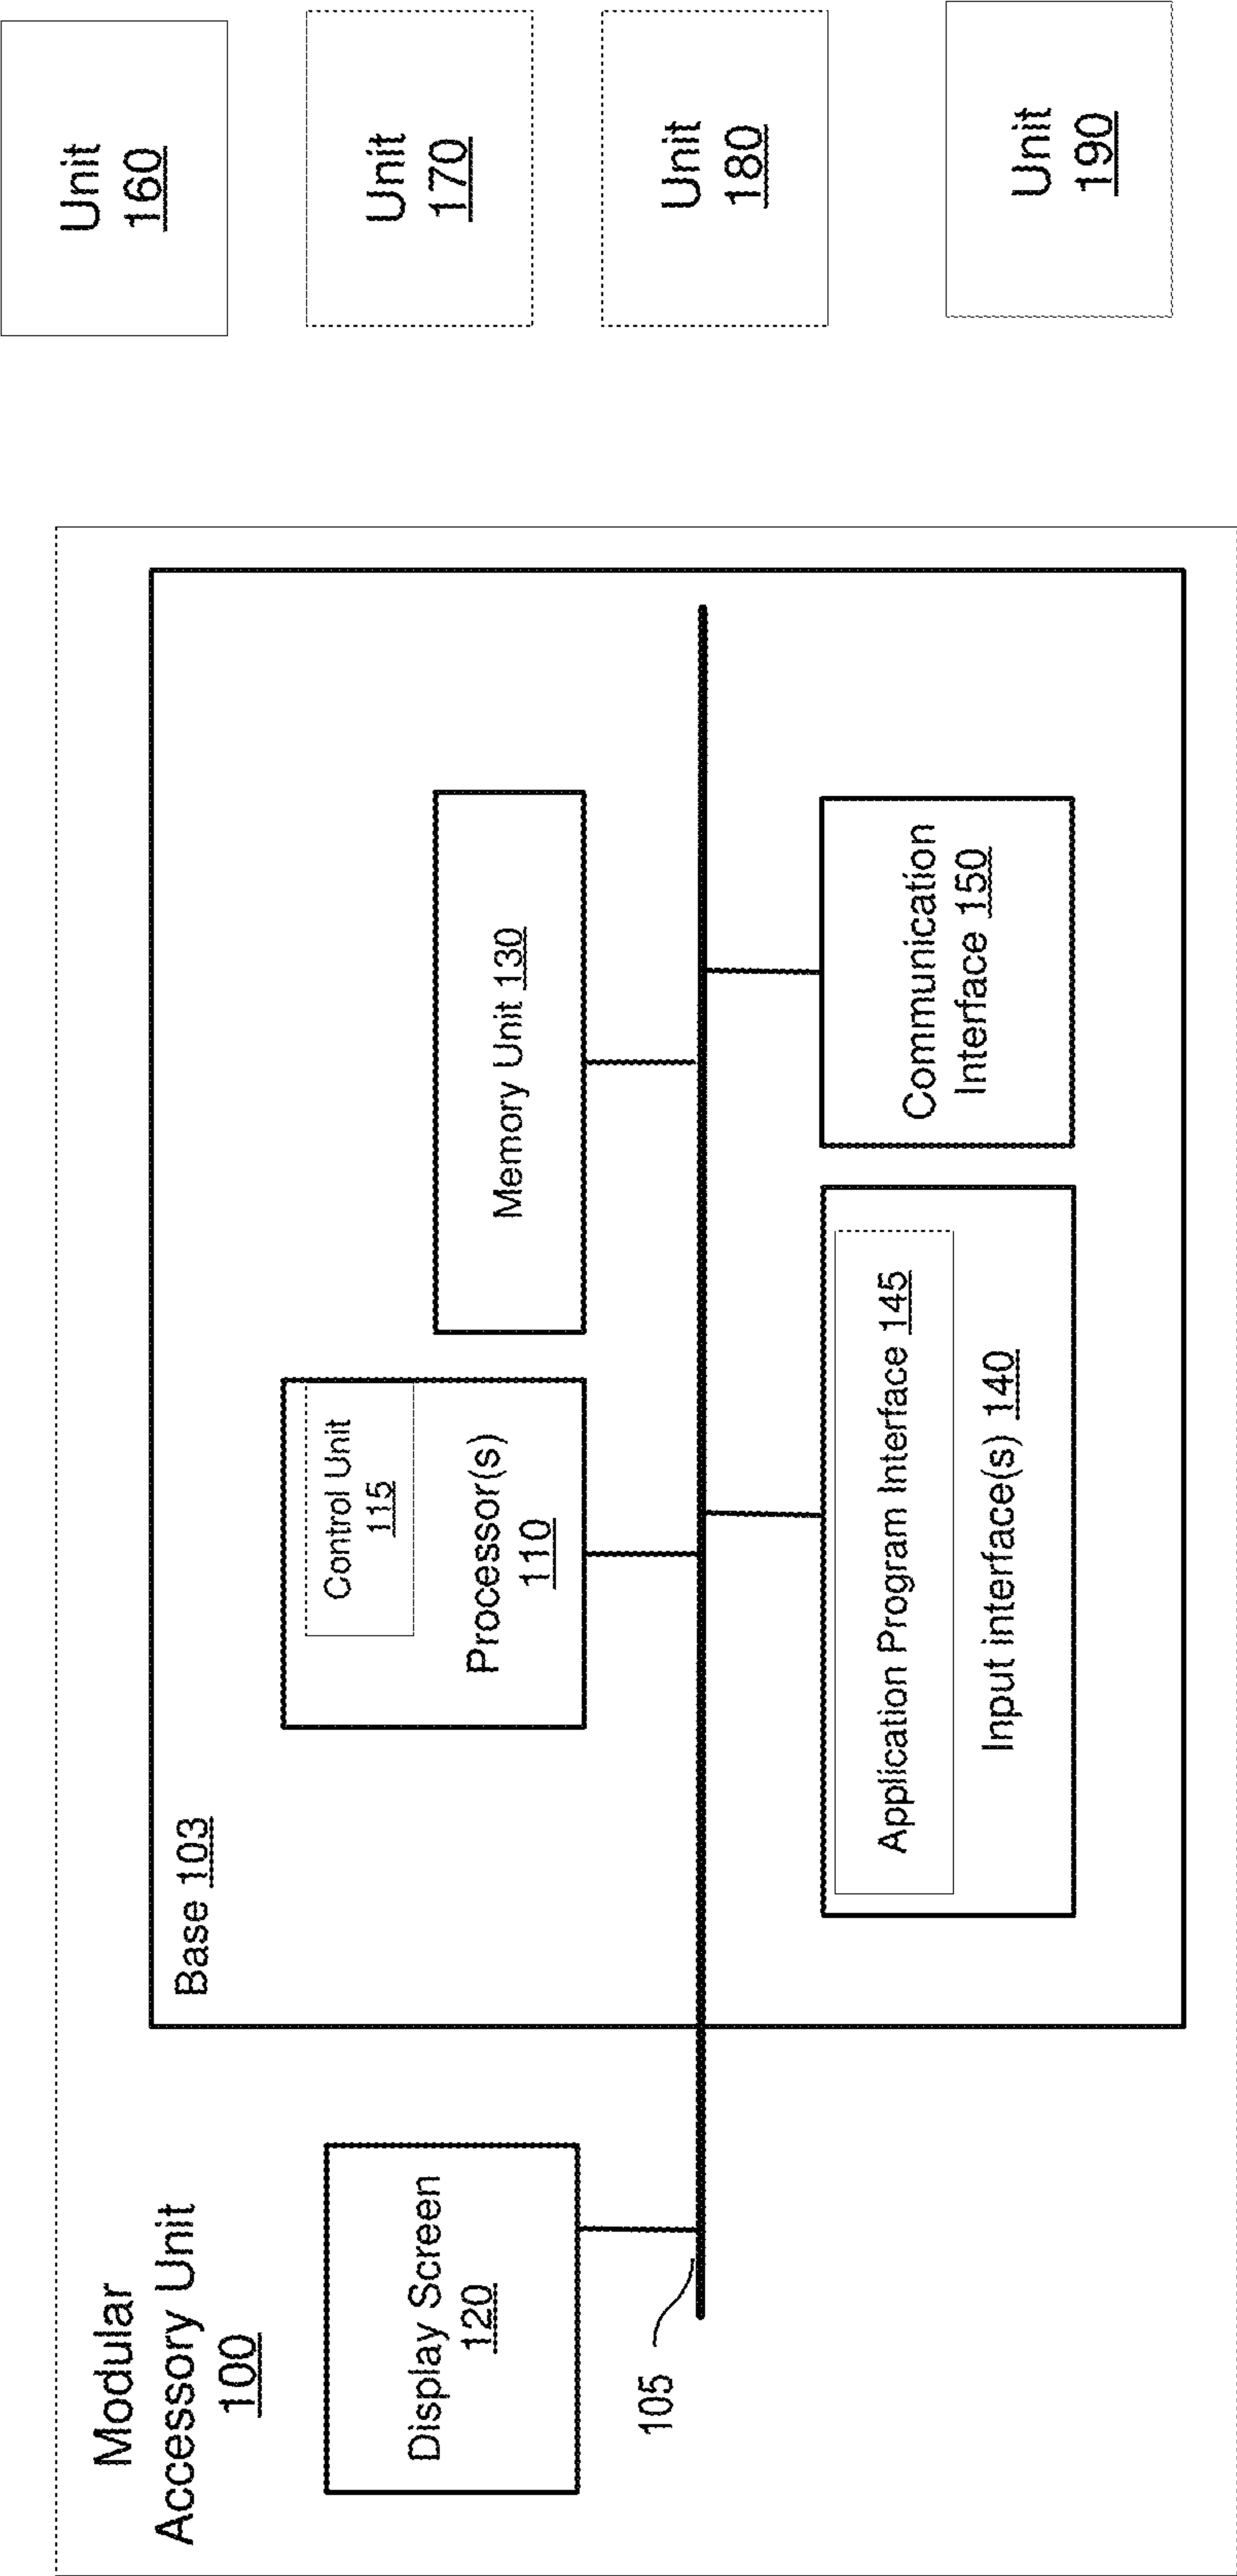 Modular
Accessory Unit
100
Display Screen
120
105
Base 103
Control Unit
115
Processor(s)
110
Memory Unit 130
Application Program Interface 145
Input interface(s) 140
Communication
Interface 150
Unit
160
Unit
170
Unit
180
Unit
190